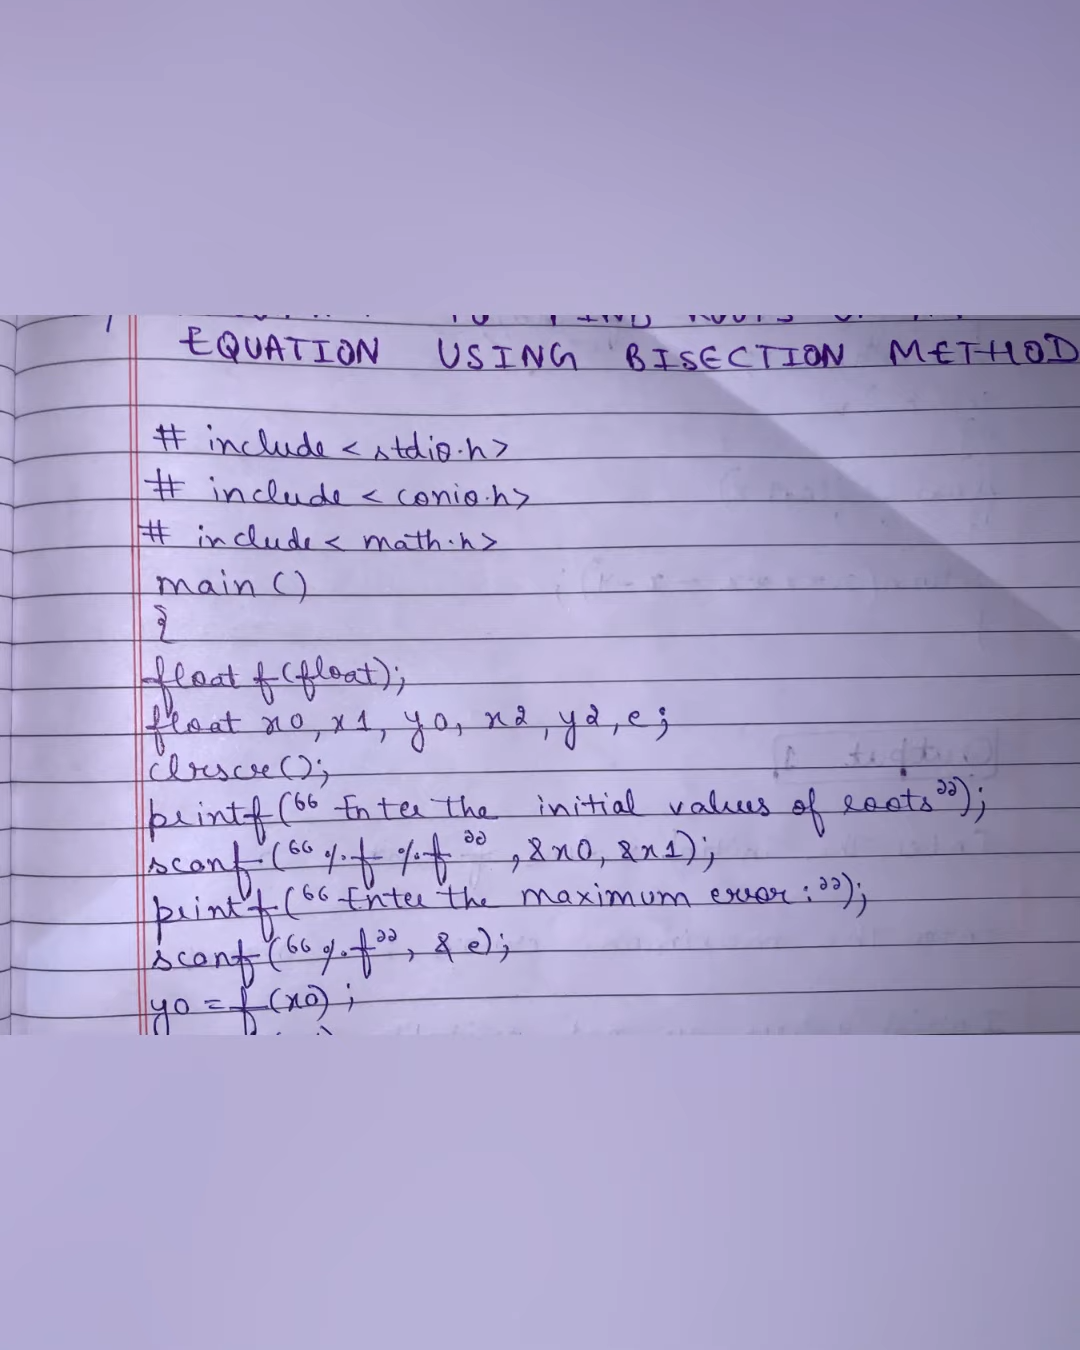 EQUATION USING BISECTION METHOD
# include < stdio.h>
# include < conio.h>
# include < math.h>
main ()
{
float f (float);
float x0, x1, y0, x2, y2, e;
clrscr();
printf (“ Enter the initial values of roots”);
scanf (“ %f %f ” , &x0, &x1);
printf (“ Enter the maximum error : ”);
scanf (“ %f”, & e);
y0 = f (x0) ;